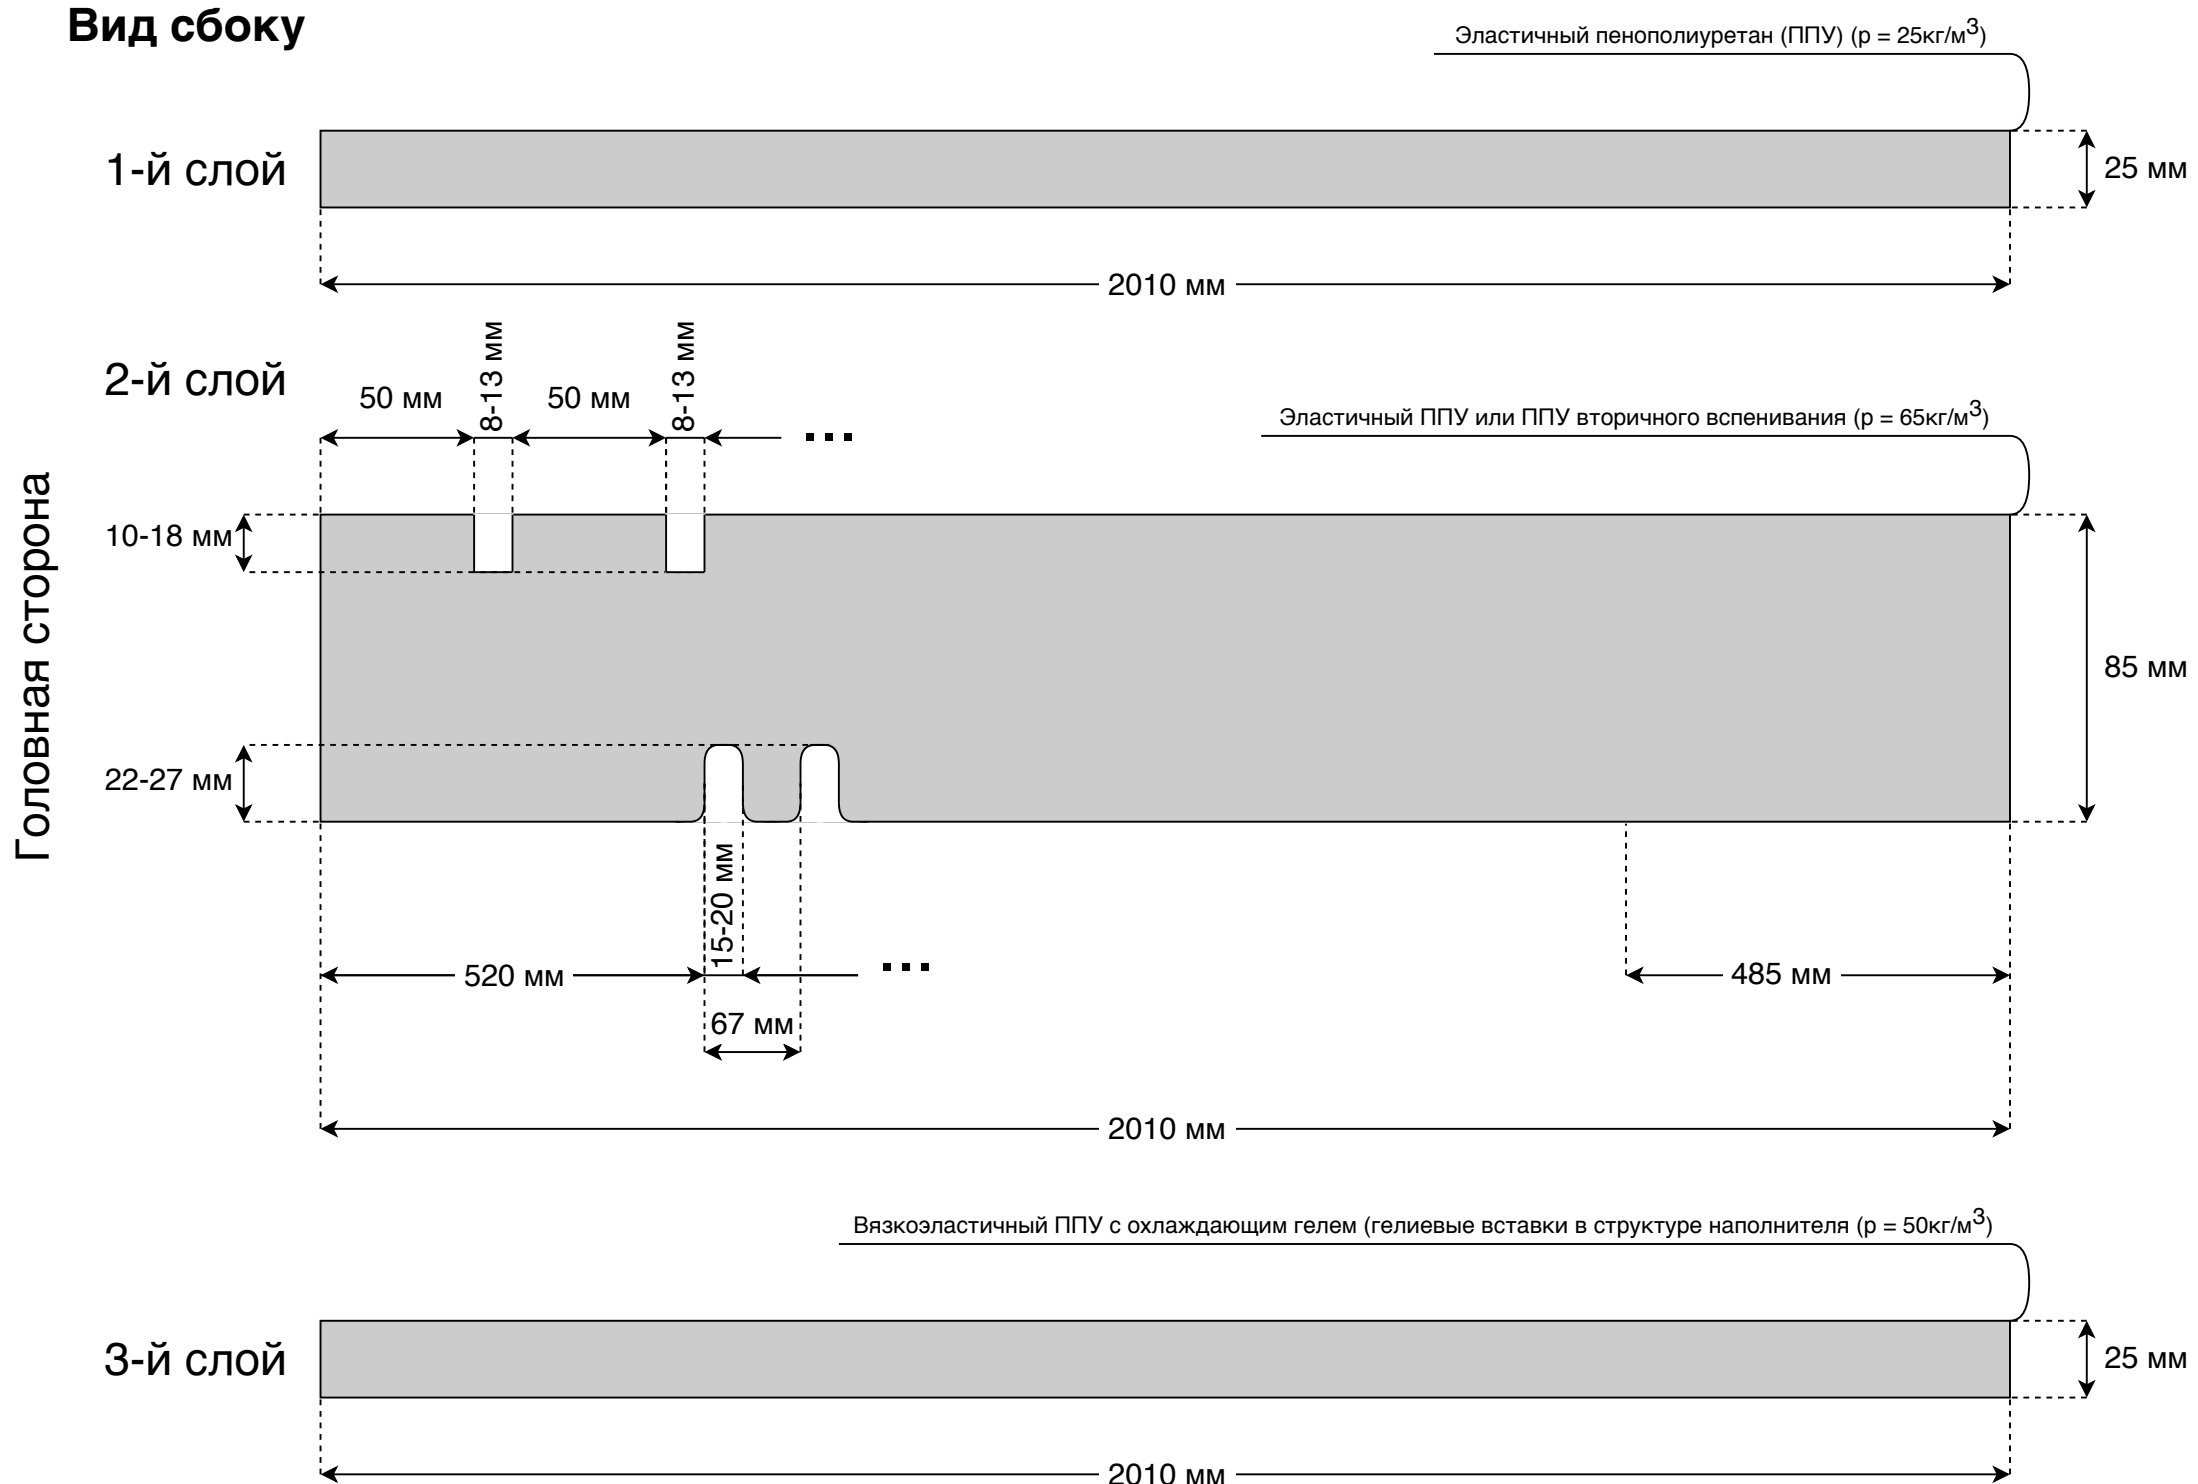 Вид сбоку
Эластичный пенополиуретан (ППУ) (p = 25кг/м3)
1-й слой
25 мм
2010 мм
2-й слой
50 мм
8-13 мм
50 мм
8-13 мм
...
Эластичный ППУ или ППУ вторичного вспенивания (p = 65кг/м3)
Головная сторона
10-18 мм
85 мм
22-27 мм
15-20 мм
520 мм
...
485 мм
67 мм
2010 мм
Вязкоэластичный ППУ с охлаждающим гелем (гелиевые вставки в структуре наполнителя (p = 50кг/м3)
3-й слой
25 мм
2010 мм